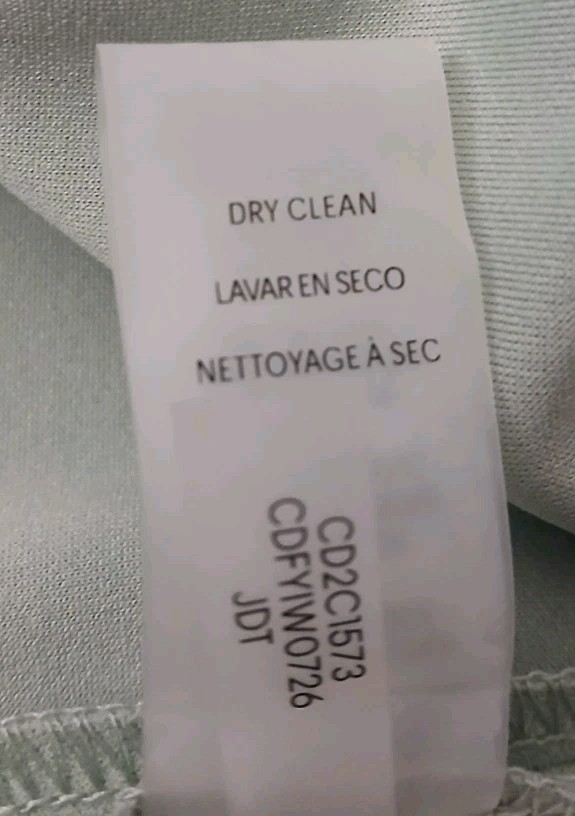 DRY CLEAN
LAVAR EN SECO
NETTOYAGE À SEC
CD2C1573
CDFYIW0726
JDT